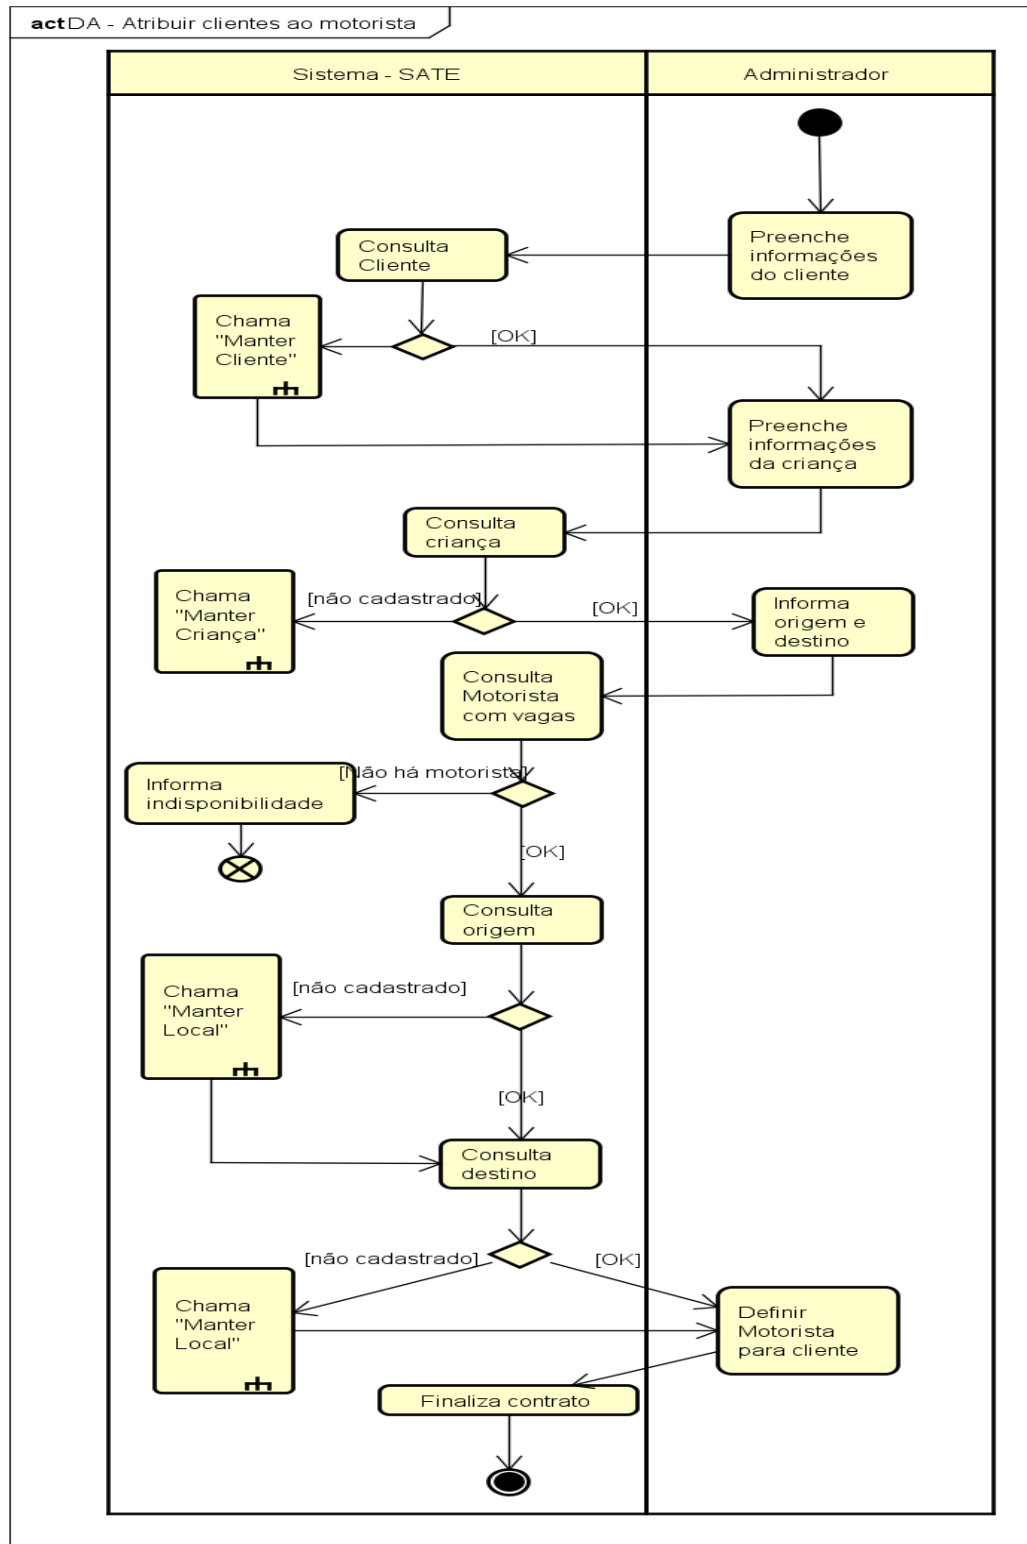 actDA - Atribuir clientes ao motorista
Sistema - SATE
Administrador
Preenche
informações
do cliente
Consulta
Cliente
Chama
"Manter
Cliente"
[OK]
Preenche
informações
da criança
Consulta
criança
Chama
"Manter
Criança"
[não cadastrado]
[OK]
Informa
origem e
destino
Consulta
Motorista
com vagas
[Não há motorista]
Informa
indisponibilidade
[OK]
Consulta
origem
Chama
"Manter
Local"
[não cadastrado]
[OK]
Consulta
destino
[não cadastrado]
[OK]
Chama
"Manter
Local"
Definir
Motorista
para cliente
Finaliza contrato